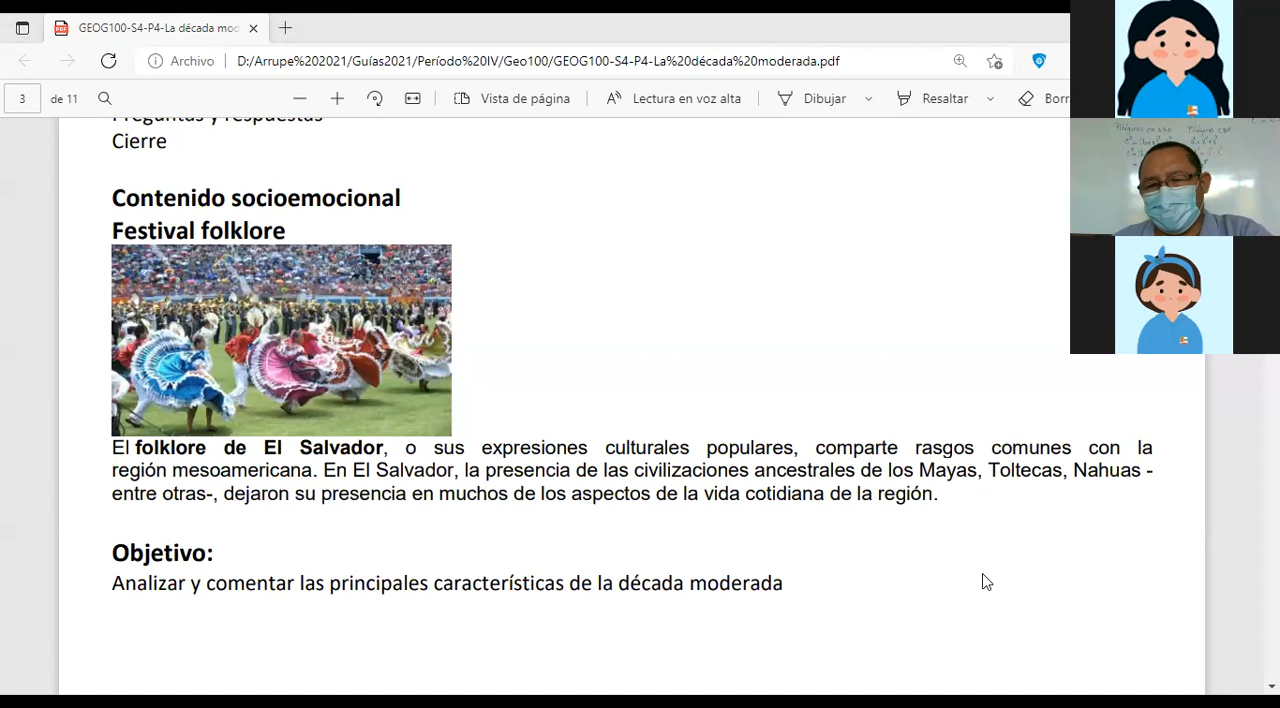 GEOG100-S4-P4-La década mod
Archivo D:/Arrupe%202021/Guías2021/Período%20IV/Geo100/GEOG100-S4-P4-La%20década%20moderada.pdf
3 de 11 Vista de página Lectura en voz alta Dibujar Resaltar Borr
Preguntas y respuestas
Cierre
Contenido socioemocional
Festival folklore
El folklore de El Salvador, o sus expresiones culturales populares, comparte rasgos comunes con la
región mesoamericana. En El Salvador, la presencia de las civilizaciones ancestrales de los Mayas, Toltecas, Nahuas -
entre otras-, dejaron su presencia en muchos de los aspectos de la vida cotidiana de la región.
Objetivo:
Analizar y comentar las principales características de la década moderada